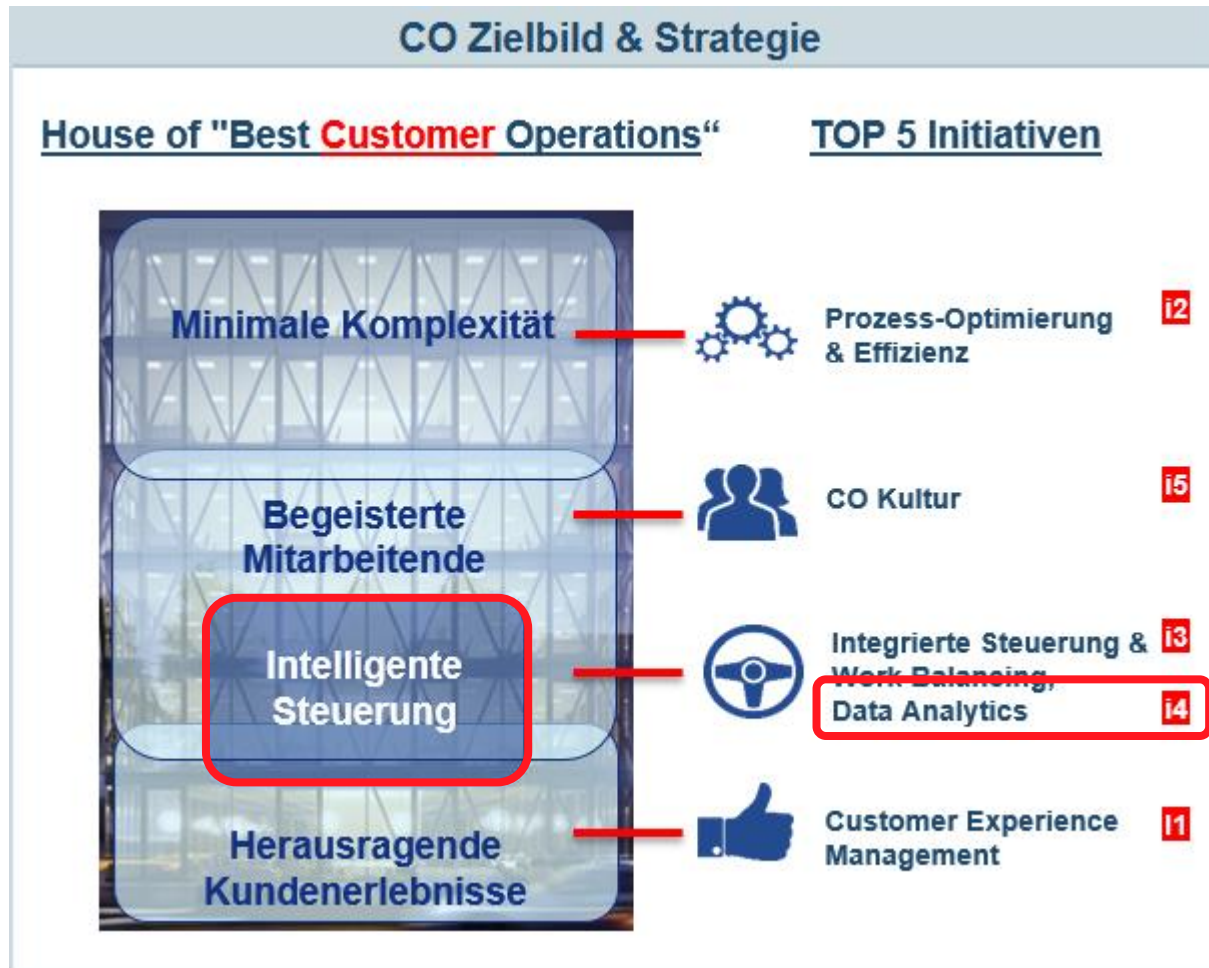 CO Zielbild & Strategie
House of "Best Customer Operations“
TOP 5 Initiativen
Minimale Komplexität
Prozess-Optimierung
& Effizienz
i2
Begeisterte
Mitarbeitende
CO Kultur
i5
Intelligente
Steuerung
Integrierte Steuerung &
Work Balancing,
Data Analytics
i3
i4
Herausragende
Kundenerlebnisse
Customer Experience
Management
I1